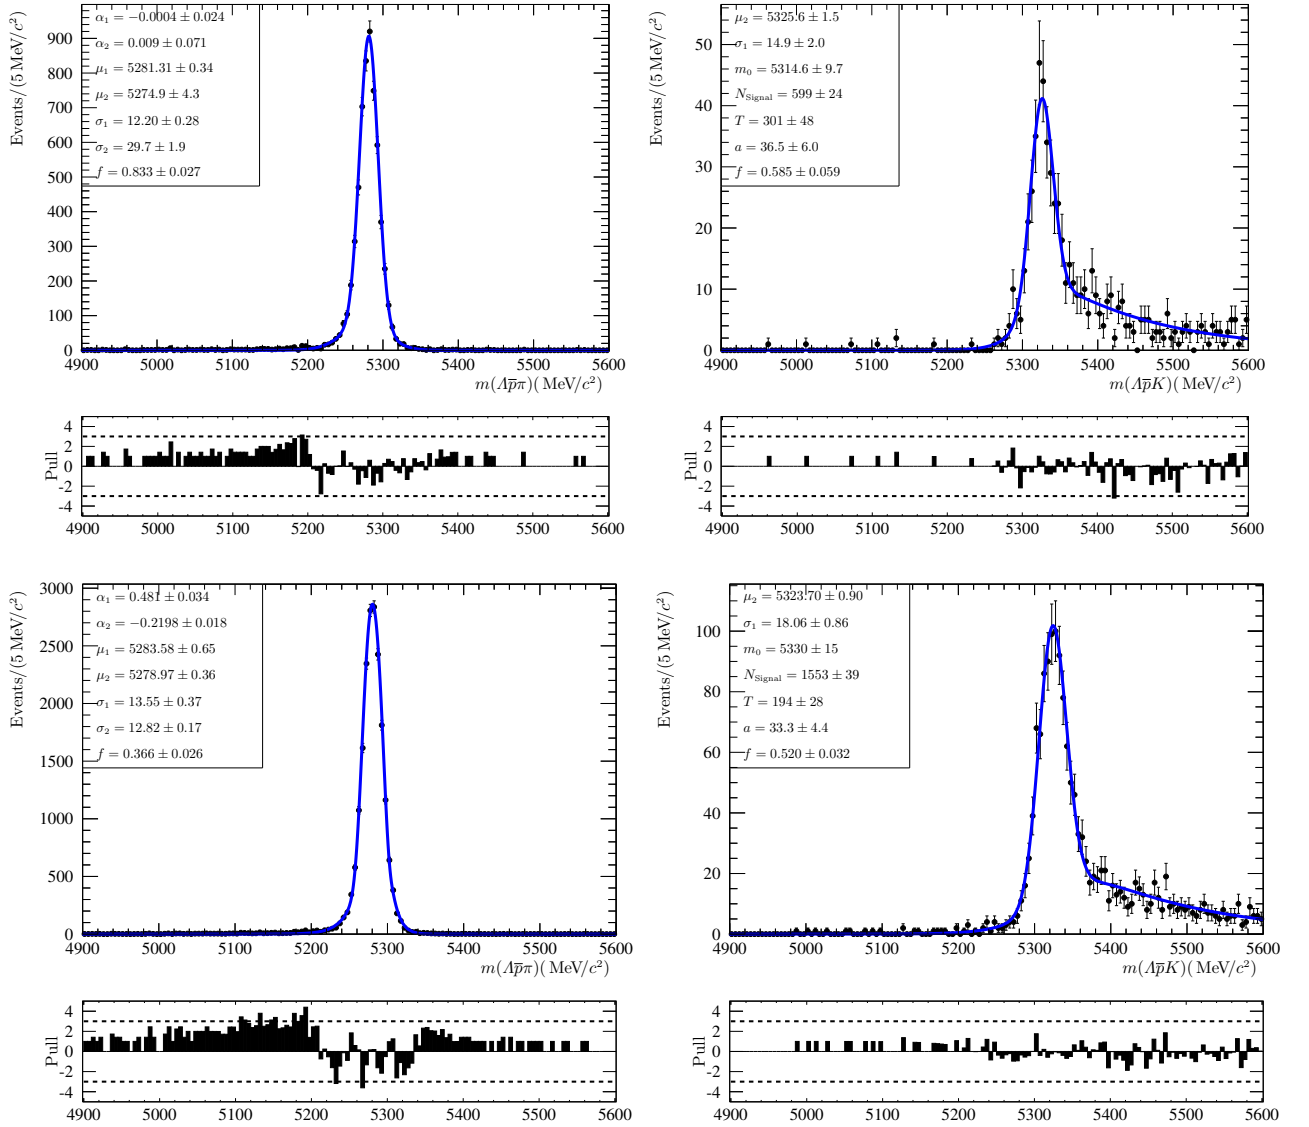 α₁ = −0.0004 ± 0.024
α₂ = 0.009 ± 0.071
μ₁ = 5281.31 ± 0.34
μ₂ = 5274.9 ± 4.3
σ₁ = 12.20 ± 0.28
σ₂ = 29.7 ± 1.9
f = 0.833 ± 0.027
Events/(5 MeV/c²)
900
800
700
600
500
400
300
200
100
0
4900 5000 5100 5200 5300 5400 5500 5600
m(Λp̅π)(MeV/c²)
Pull
4
2
0
-2
-4
4900 5000 5100 5200 5300 5400 5500 5600
μ₂ = 5325.6 ± 1.5
σ₁ = 14.9 ± 2.0
m₀ = 5314.6 ± 9.7
N_Signal = 599 ± 24
T = 301 ± 48
a = 36.5 ± 6.0
f = 0.585 ± 0.059
Events/(5 MeV/c²)
50
40
30
20
10
0
4900 5000 5100 5200 5300 5400 5500 5600
m(Λp̅K)(MeV/c²)
Pull
4
2
0
-2
-4
4900 5000 5100 5200 5300 5400 5500 5600
α₁ = 0.481 ± 0.034
α₂ = −0.2198 ± 0.018
μ₁ = 5283.58 ± 0.65
μ₂ = 5278.97 ± 0.36
σ₁ = 13.55 ± 0.37
σ₂ = 12.82 ± 0.17
f = 0.366 ± 0.026
Events/(5 MeV/c²)
3000
2500
2000
1500
1000
500
0
4900 5000 5100 5200 5300 5400 5500 5600
m(Λp̅π)(MeV/c²)
Pull
4
2
0
-2
-4
4900 5000 5100 5200 5300 5400 5500 5600
μ₂ = 5323.70 ± 0.90
σ₁ = 18.06 ± 0.86
m₀ = 5330 ± 15
N_Signal = 1553 ± 39
T = 194 ± 28
a = 33.3 ± 4.4
f = 0.520 ± 0.032
Events/(5 MeV/c²)
100
80
60
40
20
0
4900 5000 5100 5200 5300 5400 5500 5600
m(Λp̅K)(MeV/c²)
Pull
4
2
0
-2
-4
4900 5000 5100 5200 5300 5400 5500 5600